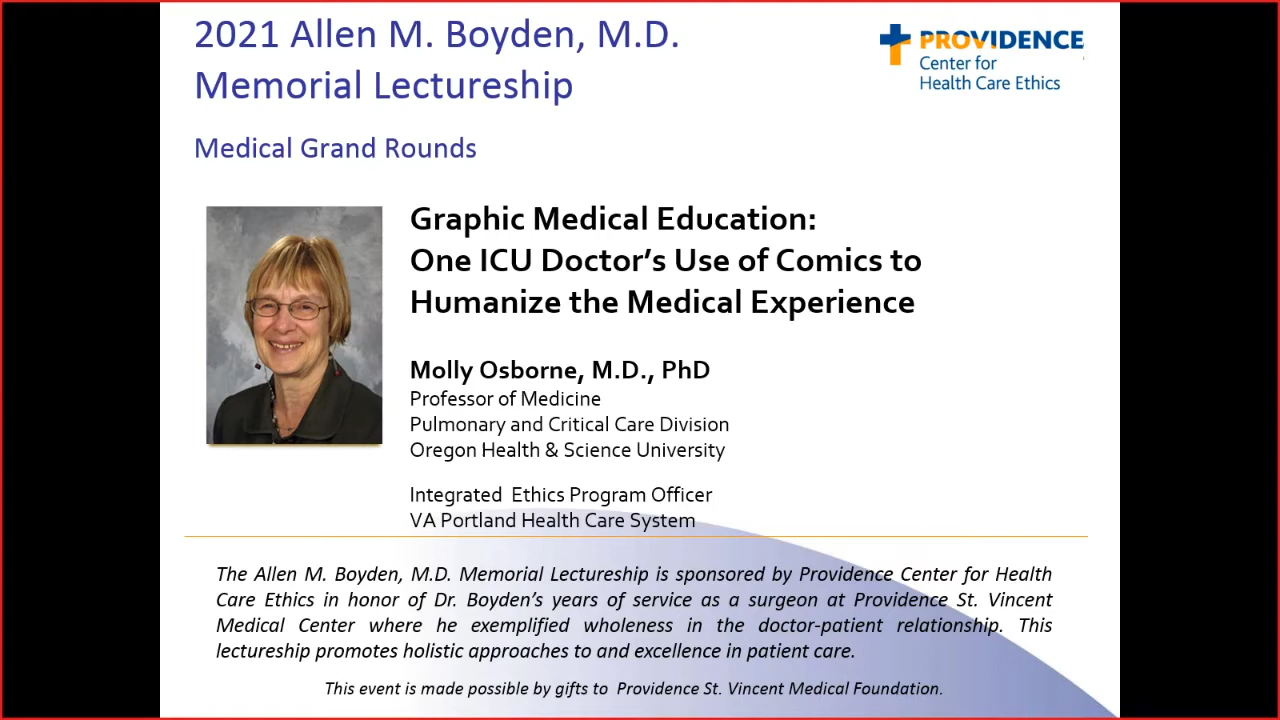 2021 Allen M. Boyden, M.D.
Memorial Lectureship
PROVIDENCE
Center for
Health Care Ethics
Medical Grand Rounds
Graphic Medical Education:
One ICU Doctor’s Use of Comics to
Humanize the Medical Experience
Molly Osborne, M.D., PhD
Professor of Medicine
Pulmonary and Critical Care Division
Oregon Health & Science University
Integrated Ethics Program Officer
VA Portland Health Care System
The Allen M. Boyden, M.D. Memorial Lectureship is sponsored by Providence Center for Health
Care Ethics in honor of Dr. Boyden’s years of service as a surgeon at Providence St. Vincent
Medical Center where he exemplified wholeness in the doctor-patient relationship. This
lectureship promotes holistic approaches to and excellence in patient care.
This event is made possible by gifts to Providence St. Vincent Medical Foundation.